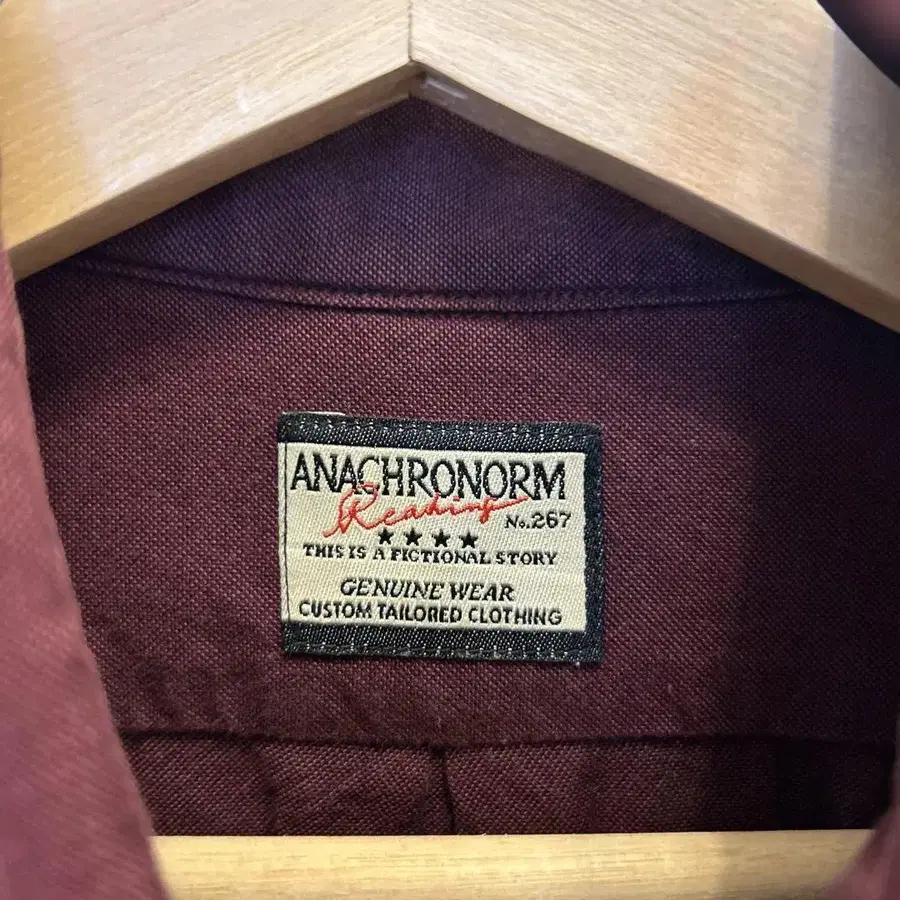 ANACHRONORM
Reading
No.267
★★★★
THIS IS A FICTIONAL STORY
GENUINE WEAR
CUSTOM TAILORED CLOTHING